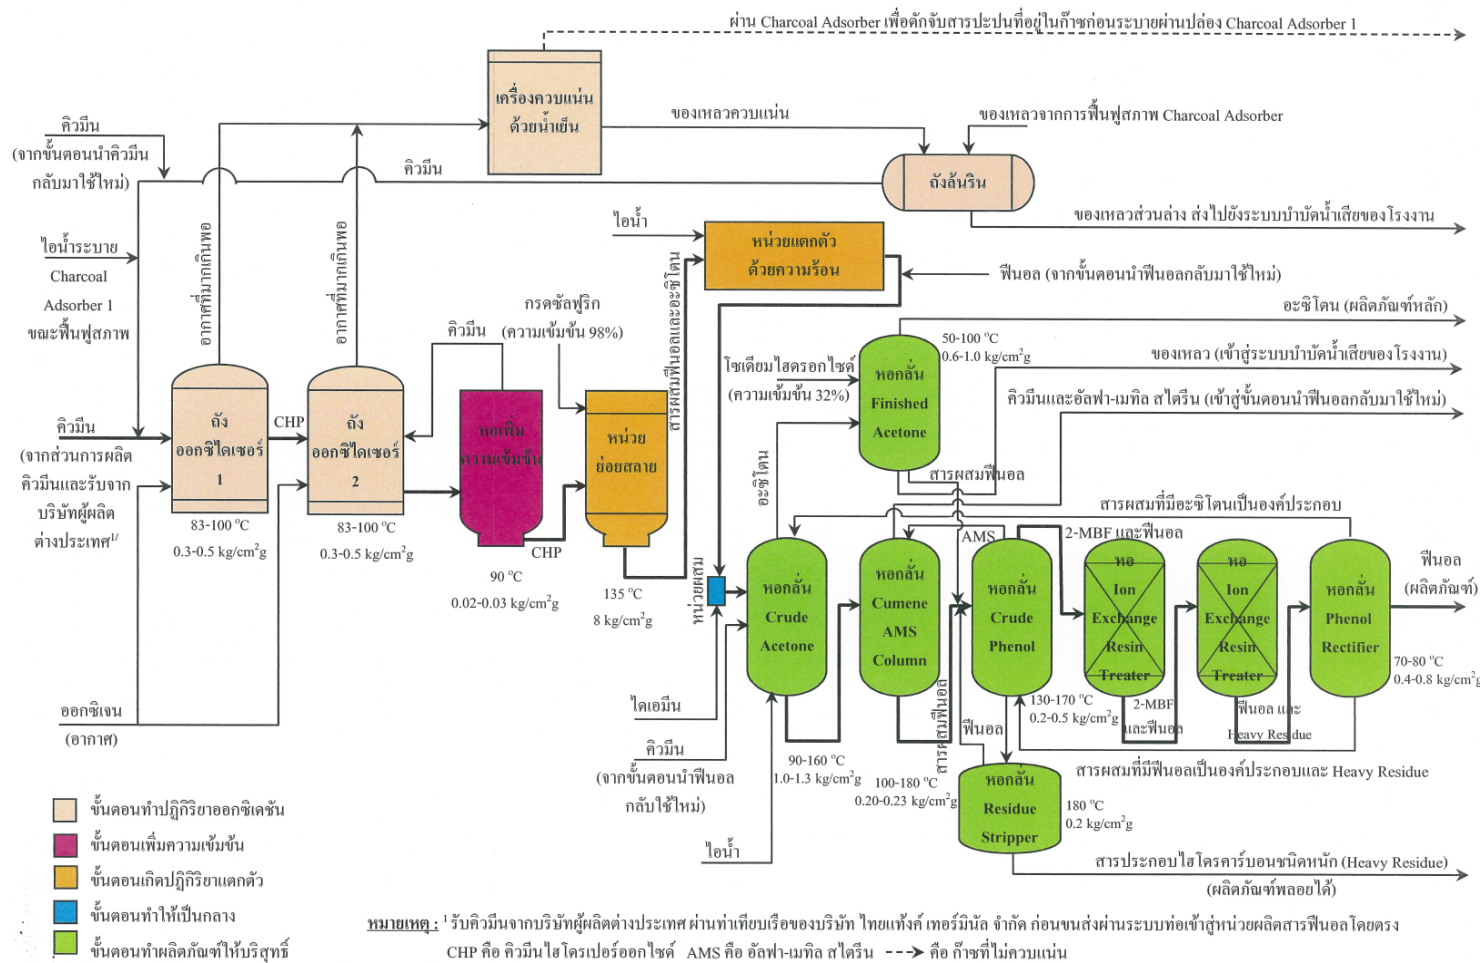 ผ่าน Charcoal Adsorber เพื่อดักจับสารปะปนที่อยู่ในก๊าซก่อนระบายผ่านปล่อง Charcoal Adsorber 1
เครื่องควบแน่น
ด้วยน้ำเย็น
ของเหลวควบแน่น
ของเหลวจากการฟื้นฟูสภาพ Charcoal Adsorber
คิวมีน
(จากขั้นตอนนำคิวมีน
กลับมาใช้ใหม่)
คิวมีน
ถังล้นริน
ของเหลวส่วนล่าง ส่งไปยังระบบบำบัดน้ำเสียของโรงงาน
ไอน้ำระบาย
Charcoal
Adsorber 1
ขณะฟื้นฟูสภาพ
อากาศที่มากเกินพอ
อากาศที่มากเกินพอ
ไอน้ำ
หน่วยแตกตัว
ด้วยความร้อน
ฟีนอล (จากขั้นตอนนำฟีนอลกลับมาใช้ใหม่)
สารผสมฟีนอลและอะซิโตน
กรดซัลฟูริก
(ความเข้มข้น 98%)
คิวมีน
อะซิโตน (ผลิตภัณฑ์หลัก)
50-100 °C
0.6-1.0 kg/cm²g
ของเหลว (เข้าสู่ระบบบำบัดน้ำเสียของโรงงาน)
โซเดียมไฮดรอกไซด์
(ความเข้มข้น 32%)
หอกลั่น
Finished
Acetone
คิวมีนและอัลฟา-เมทิล สไตรีน (เข้าสู่ขั้นตอนนำฟีนอลกลับมาใช้ใหม่)
คิวมีน
(จากส่วนการผลิต
คิวมีนและรับจาก
บริษัทผู้ผลิต
ต่างประเทศ1/
ถัง
ออกซิไดเซอร์
1
CHP
ถัง
ออกซิไดเซอร์
2
หอเพิ่ม
ความเข้มข้น
หน่วย
ย่อยสลาย
83-100 °C
0.3-0.5 kg/cm²g
83-100 °C
0.3-0.5 kg/cm²g
CHP
90 °C
0.02-0.03 kg/cm²g
135 °C
8 kg/cm²g
อะซิโตน
สารผสมฟีนอล
สารผสมที่มีอะซิโตนเป็นองค์ประกอบ
AMS
2-MBF และฟีนอล
หน่วยผสม
หอกลั่น
Crude
Acetone
หอกลั่น
Cumene
AMS
Column
หอกลั่น
Crude
Phenol
หอ
Ion
Exchange
Resin
Treater
หอ
Ion
Exchange
Resin
Treater
หอกลั่น
Phenol
Rectifier
ฟีนอล
(ผลิตภัณฑ์)
70-80 °C
0.4-0.8 kg/cm²g
130-170 °C
0.2-0.5 kg/cm²g
2-MBF
และฟีนอล
ฟีนอล และ
Heavy Residue
สารผสมฟีนอล
ฟีนอล
ออกซิเจน
(อากาศ)
ไดเอมีน
คิวมีน
(จากขั้นตอนนำฟีนอล
กลับใช้ใหม่)
ไอน้ำ
90-160 °C
1.0-1.3 kg/cm²g
100-180 °C
0.20-0.23 kg/cm²g
สารผสมที่มีฟีนอลเป็นองค์ประกอบและ Heavy Residue
หอกลั่น
Residue
Stripper
180 °C
0.2 kg/cm²g
สารประกอบไฮโดรคาร์บอนชนิดหนัก (Heavy Residue)
(ผลิตภัณฑ์พลอยได้)
ขั้นตอนทำปฏิกิริยาออกซิเดชัน
ขั้นตอนเพิ่มความเข้มข้น
ขั้นตอนเกิดปฏิกิริยาแตกตัว
ขั้นตอนทำให้เป็นกลาง
ขั้นตอนทำผลิตภัณฑ์ให้บริสุทธิ์
หมายเหตุ : 1 รับคิวมีนจากบริษัทผู้ผลิตต่างประเทศ ผ่านท่าเทียบเรือของบริษัท ไทยแท้งค์ เทอร์มินัล จำกัด ก่อนขนส่งผ่านระบบท่อเข้าสู่หน่วยผลิตสารฟีนอลโดยตรง
CHP คือ คิวมีนไฮโดรเปอร์ออกไซด์ AMS คือ อัลฟา-เมทิล สไตรีน คือ ก๊าซที่ไม่ควบแน่น